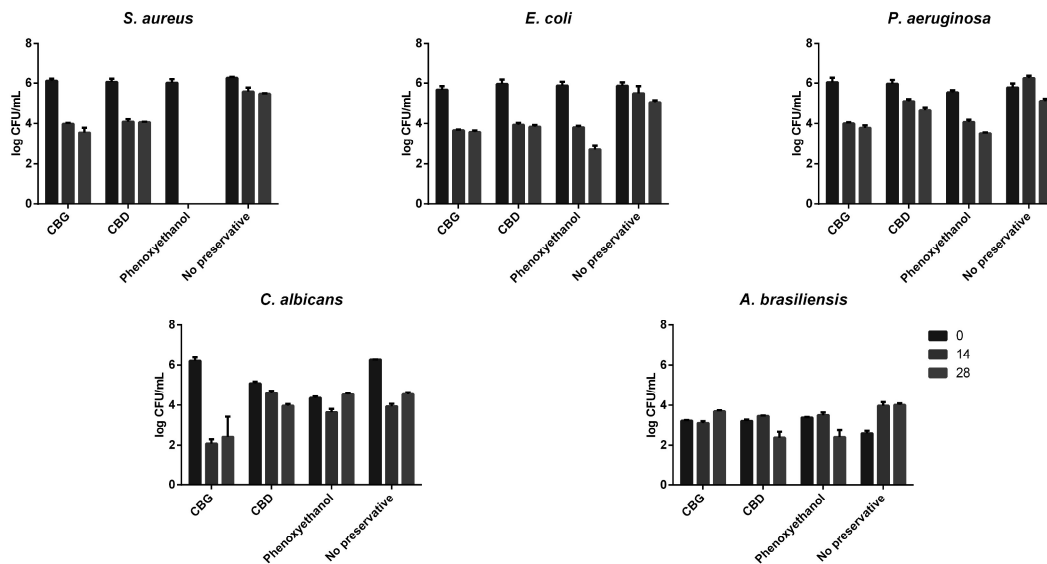 S. aureus
8
6
4
2
0
log CFU/mL
CBG
CBD
Phenoxyethanol
No preservative
E. coli
8
6
4
2
0
log CFU/mL
CBG
CBD
Phenoxyethanol
No preservative
P. aeruginosa
8
6
4
2
0
log CFU/mL
CBG
CBD
Phenoxyethanol
No preservative
C. albicans
8
6
4
2
0
log CFU/mL
CBG
CBD
Phenoxyethanol
No preservative
A. brasiliensis
8
6
4
2
0
log CFU/mL
CBG
CBD
Phenoxyethanol
No preservative
0
14
28